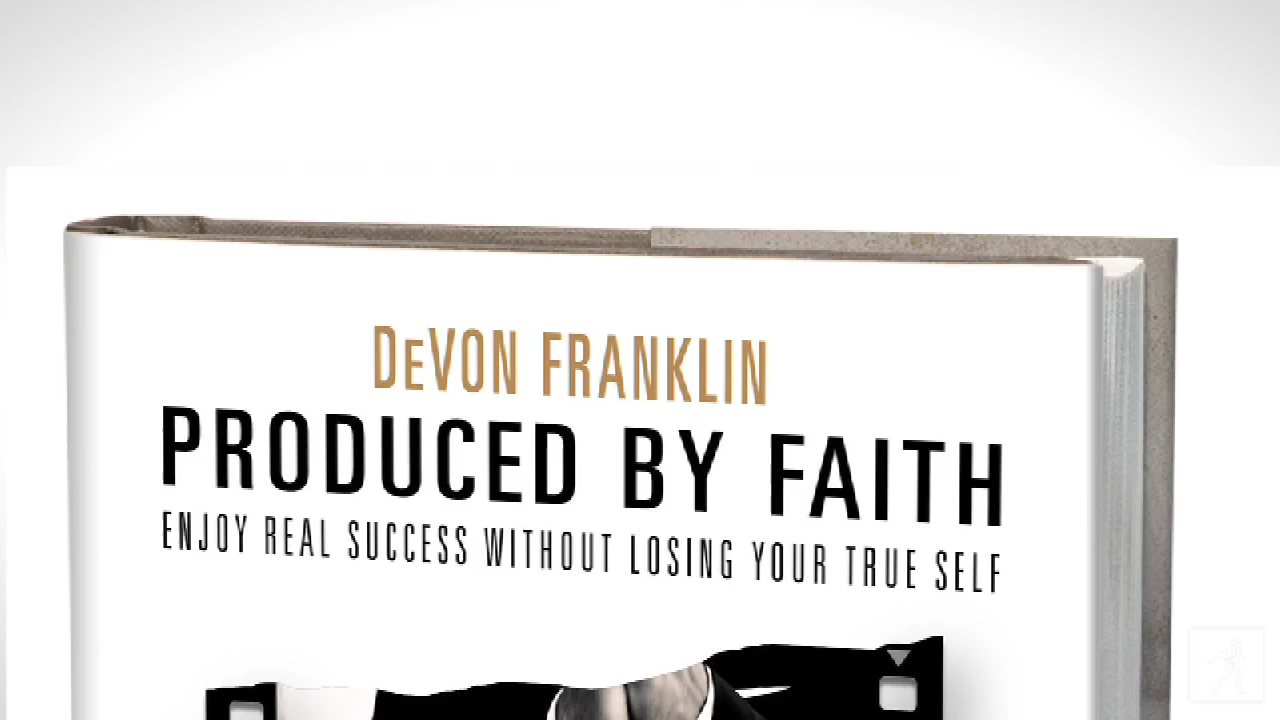 DeVON FRANKLIN
PRODUCED BY FAITH
ENJOY REAL SUCCESS WITHOUT LOSING YOUR TRUE SELF